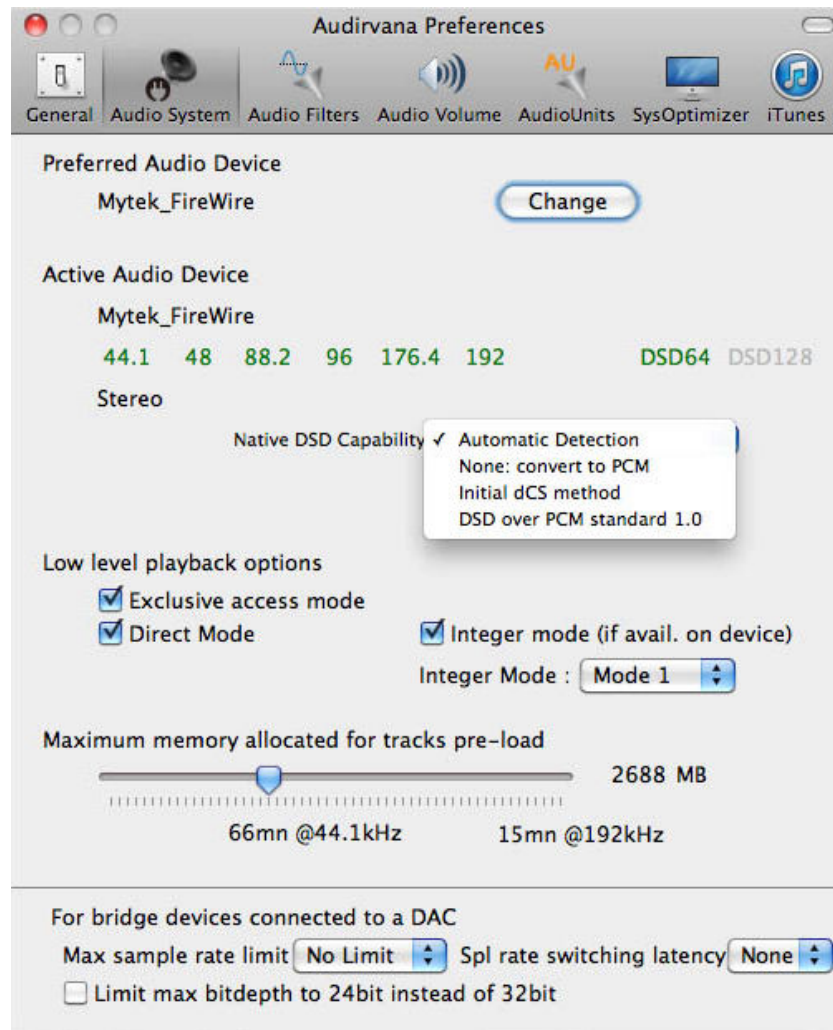 Audirvana Preferences
AU
General Audio System Audio Filters Audio Volume AudioUnits SysOptimizer iTunes
Preferred Audio Device
Mytek_FireWire Change
Active Audio Device
Mytek_FireWire
44.1 48 88.2 96 176.4 192 DSD64 DSD128
Stereo
Native DSD Capability ✓ Automatic Detection
None: convert to PCM
Initial dCS method
DSD over PCM standard 1.0
Low level playback options
Exclusive access mode
Direct Mode Integer mode (if avail. on device)
Integer Mode : Mode 1
Maximum memory allocated for tracks pre-load
2688 MB
66mn @44.1kHz 15mn @192kHz
For bridge devices connected to a DAC
Max sample rate limit No Limit Spl rate switching latency None
Limit max bitdepth to 24bit instead of 32bit